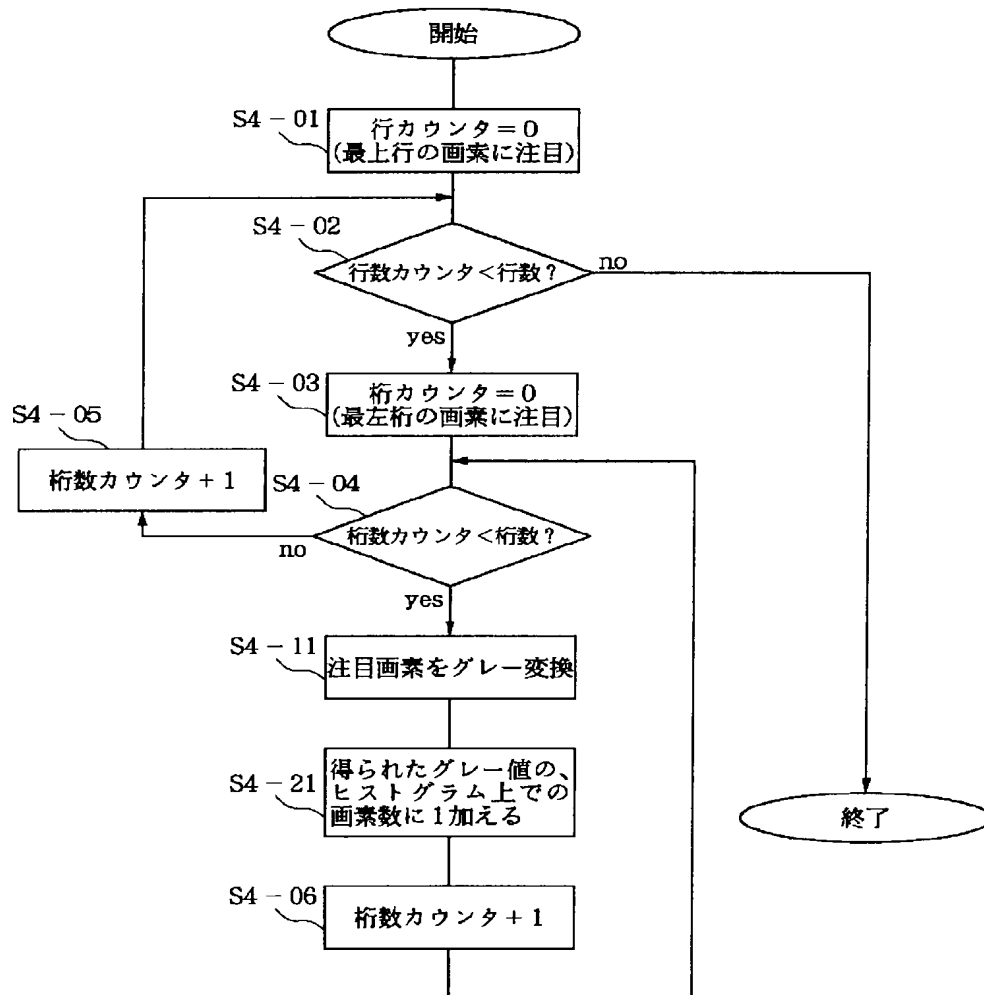 開始
S4-01
行カウンタ=0
(最上行の画素に注目)
S4-02
行数カウンタ<行数?
no
yes
S4-03
桁カウンタ=0
(最左桁の画素に注目)
S4-05
桁数カウンタ+1
S4-04
桁数カウンタ<桁数?
no
yes
S4-11
注目画素をグレー変換
S4-21
得られたグレー値の、
ヒストグラム上での
画素数に1加える
終了
S4-06
桁数カウンタ+1